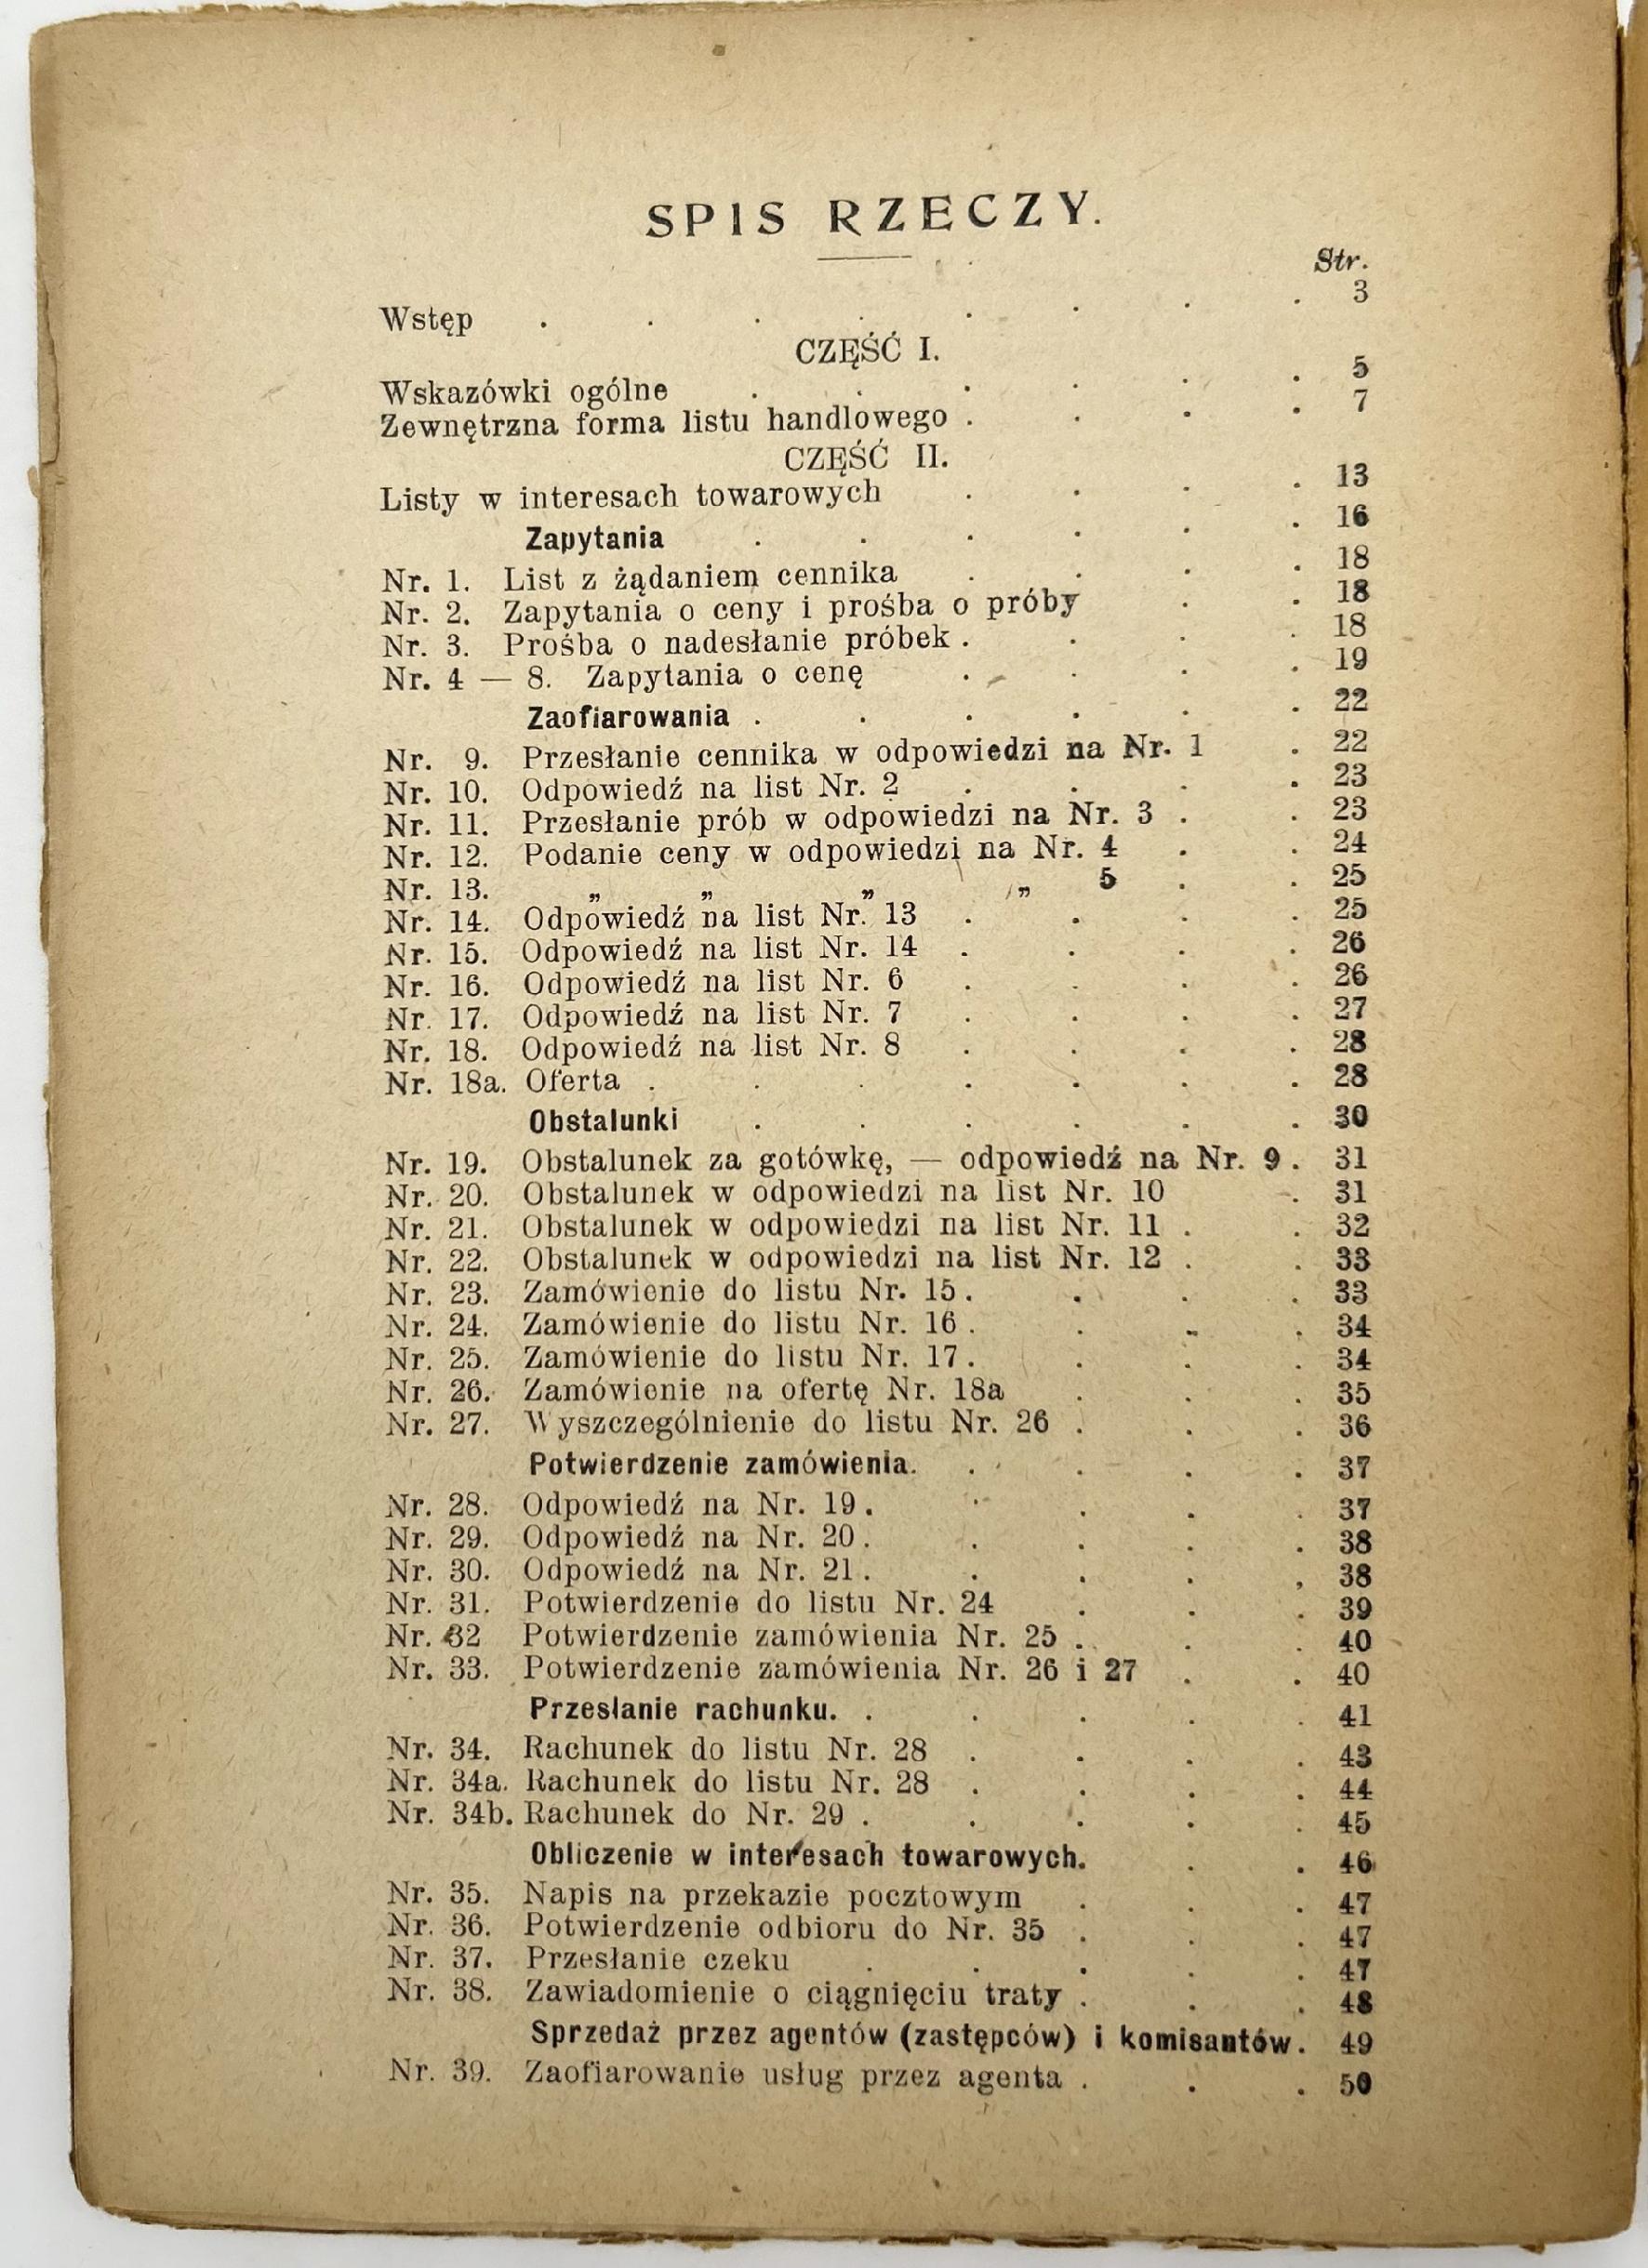 SPIS RZECZY.
Str.
Wstęp . . . . . . . . 3
CZĘŚĆ I.
Wskazówki ogólne . . . . . . 5
Zewnętrzna forma listu handlowego . . . . 7
CZĘŚĆ II.
Listy w interesach towarowych . . . . 13
Zapytania . . . . . . 16
Nr. 1. List z żądaniem cennika . . . . 18
Nr. 2. Zapytania o ceny i prośba o próby . . 18
Nr. 3. Prośba o nadesłanie próbek . . . . 18
Nr. 4 — 8. Zapytania o cenę . . . . 19
Zaofiarowania . . . . . . 22
Nr. 9. Przesłanie cennika w odpowiedzi na Nr. 1 . 22
Nr. 10. Odpowiedź na list Nr. 2 . . . . 23
Nr. 11. Przesłanie prób w odpowiedzi na Nr. 3 . . 23
Nr. 12. Podanie ceny w odpowiedzi na Nr. 4 . . 24
Nr. 13. „ „ „ „ 5 . . 25
Nr. 14. Odpowiedź na list Nr. 13 . . . . 25
Nr. 15. Odpowiedź na list Nr. 14 . . . . 26
Nr. 16. Odpowiedź na list Nr. 6 . . . . 26
Nr. 17. Odpowiedź na list Nr. 7 . . . . 27
Nr. 18. Odpowiedź na list Nr. 8 . . . . 28
Nr. 18a. Oferta . . . . . . . 28
Obstalunki . . . . . . 30
Nr. 19. Obstalunek za gotówkę, — odpowiedź na Nr. 9 . 31
Nr. 20. Obstalunek w odpowiedzi na list Nr. 10 . 31
Nr. 21. Obstalunek w odpowiedzi na list Nr. 11 . . 32
Nr. 22. Obstalunek w odpowiedzi na list Nr. 12 . . 33
Nr. 23. Zamówienie do listu Nr. 15 . . . . 33
Nr. 24. Zamówienie do listu Nr. 16 . . . . 34
Nr. 25. Zamówienie do listu Nr. 17 . . . . 34
Nr. 26. Zamówienie na ofertę Nr. 18a . . . 35
Nr. 27. Wyszczególnienie do listu Nr. 26 . . . 36
Potwierdzenie zamówienia. . . . . 37
Nr. 28. Odpowiedź na Nr. 19 . . . . . 37
Nr. 29. Odpowiedź na Nr. 20 . . . . . 38
Nr. 30. Odpowiedź na Nr. 21 . . . . , 38
Nr. 31. Potwierdzenie do listu Nr. 24 . . . 39
Nr. 32 Potwierdzenie zamówienia Nr. 25 . . . 40
Nr. 33. Potwierdzenie zamówienia Nr. 26 i 27 . . 40
Przeslanie rachunku. . . . . . 41
Nr. 34. Rachunek do listu Nr. 28 . . . . 43
Nr. 34a. Rachunek do listu Nr. 28 . . . . 44
Nr. 34b. Rachunek do Nr. 29 . . . . . 45
Obliczenie w interesach towarowych. . . 46
Nr. 35. Napis na przekazie pocztowym . . . 47
Nr. 36. Potwierdzenie odbioru do Nr. 35 . . . 47
Nr. 37. Przesłanie czeku . . . . . 47
Nr. 38. Zawiadomienie o ciągnięciu traty . . . 48
Sprzedaż przez agentów (zastępców) i komisantów. 49
Nr. 39. Zaofiarowanie usług przez agenta . . . 50